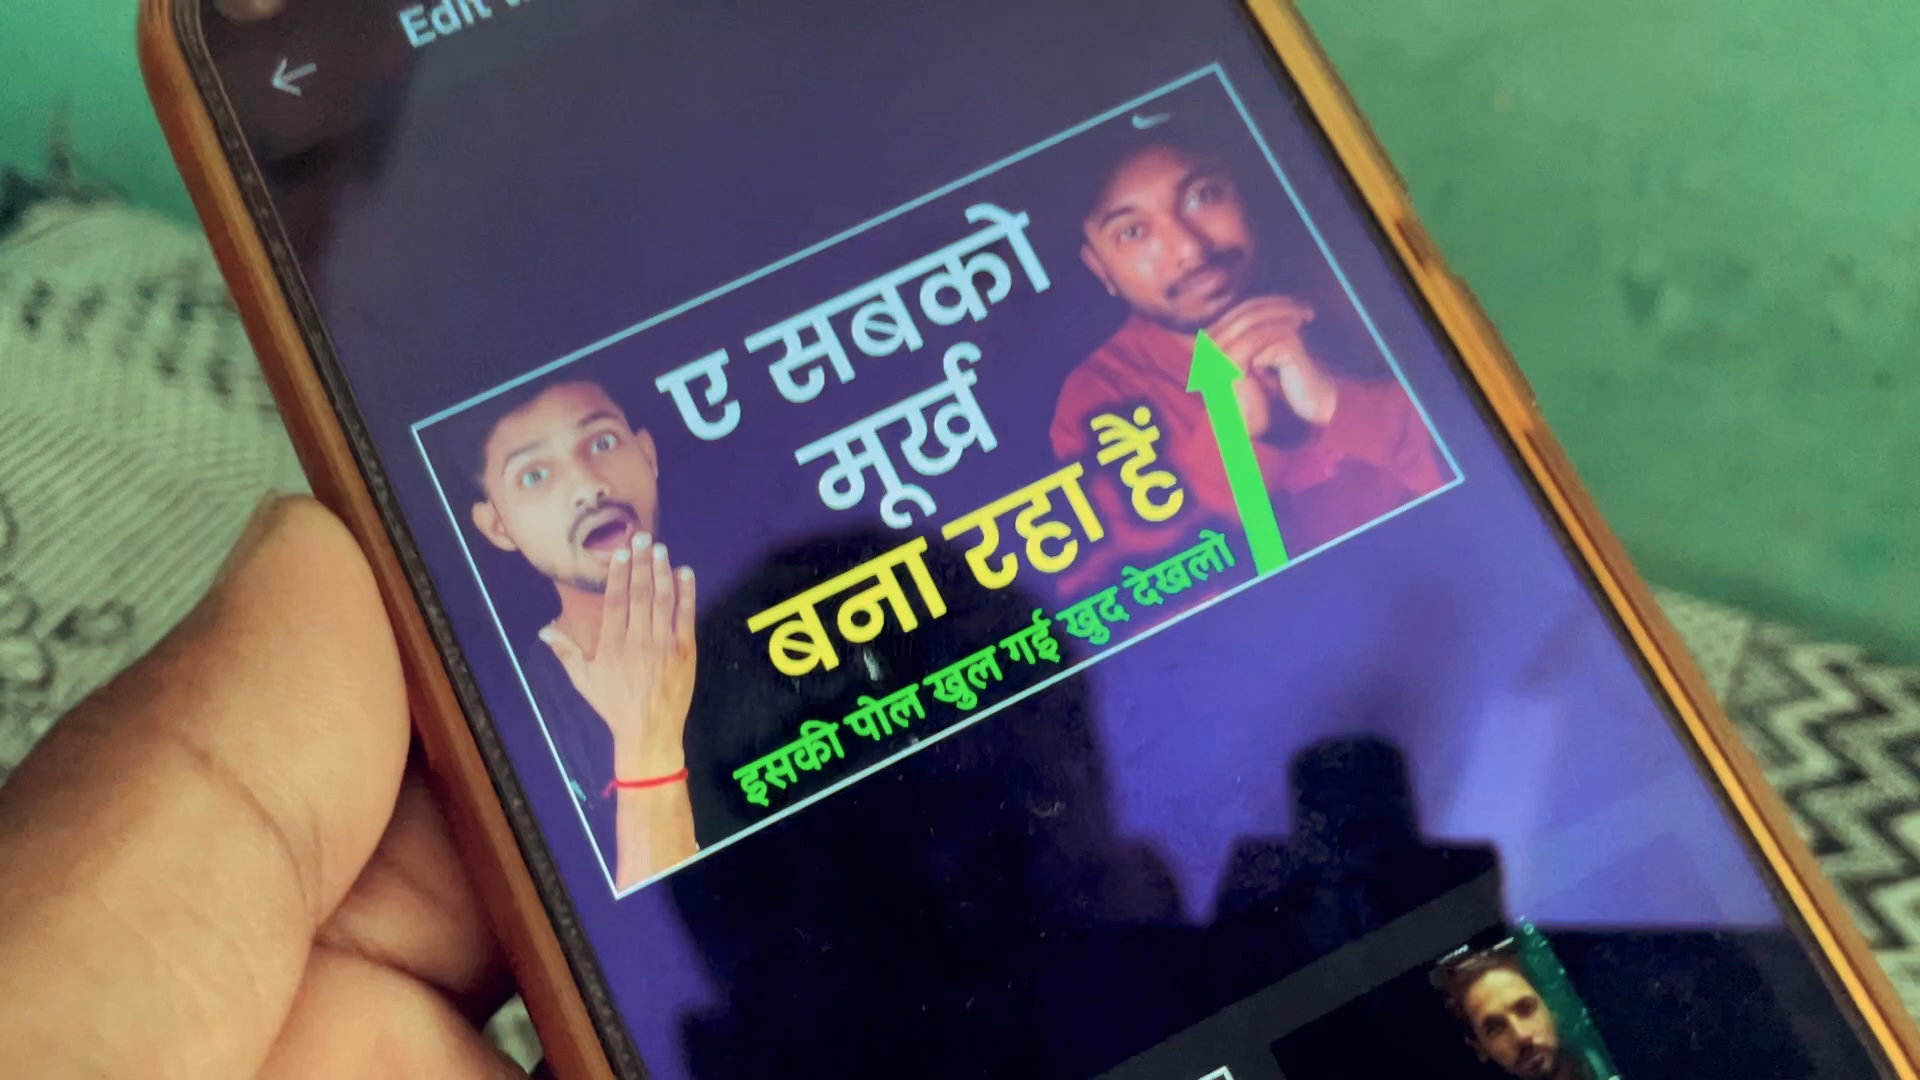 Edit
ए सबको
मूर्ख
बना रहा हैं
इसकी पोल खुल गई खुद देखलो